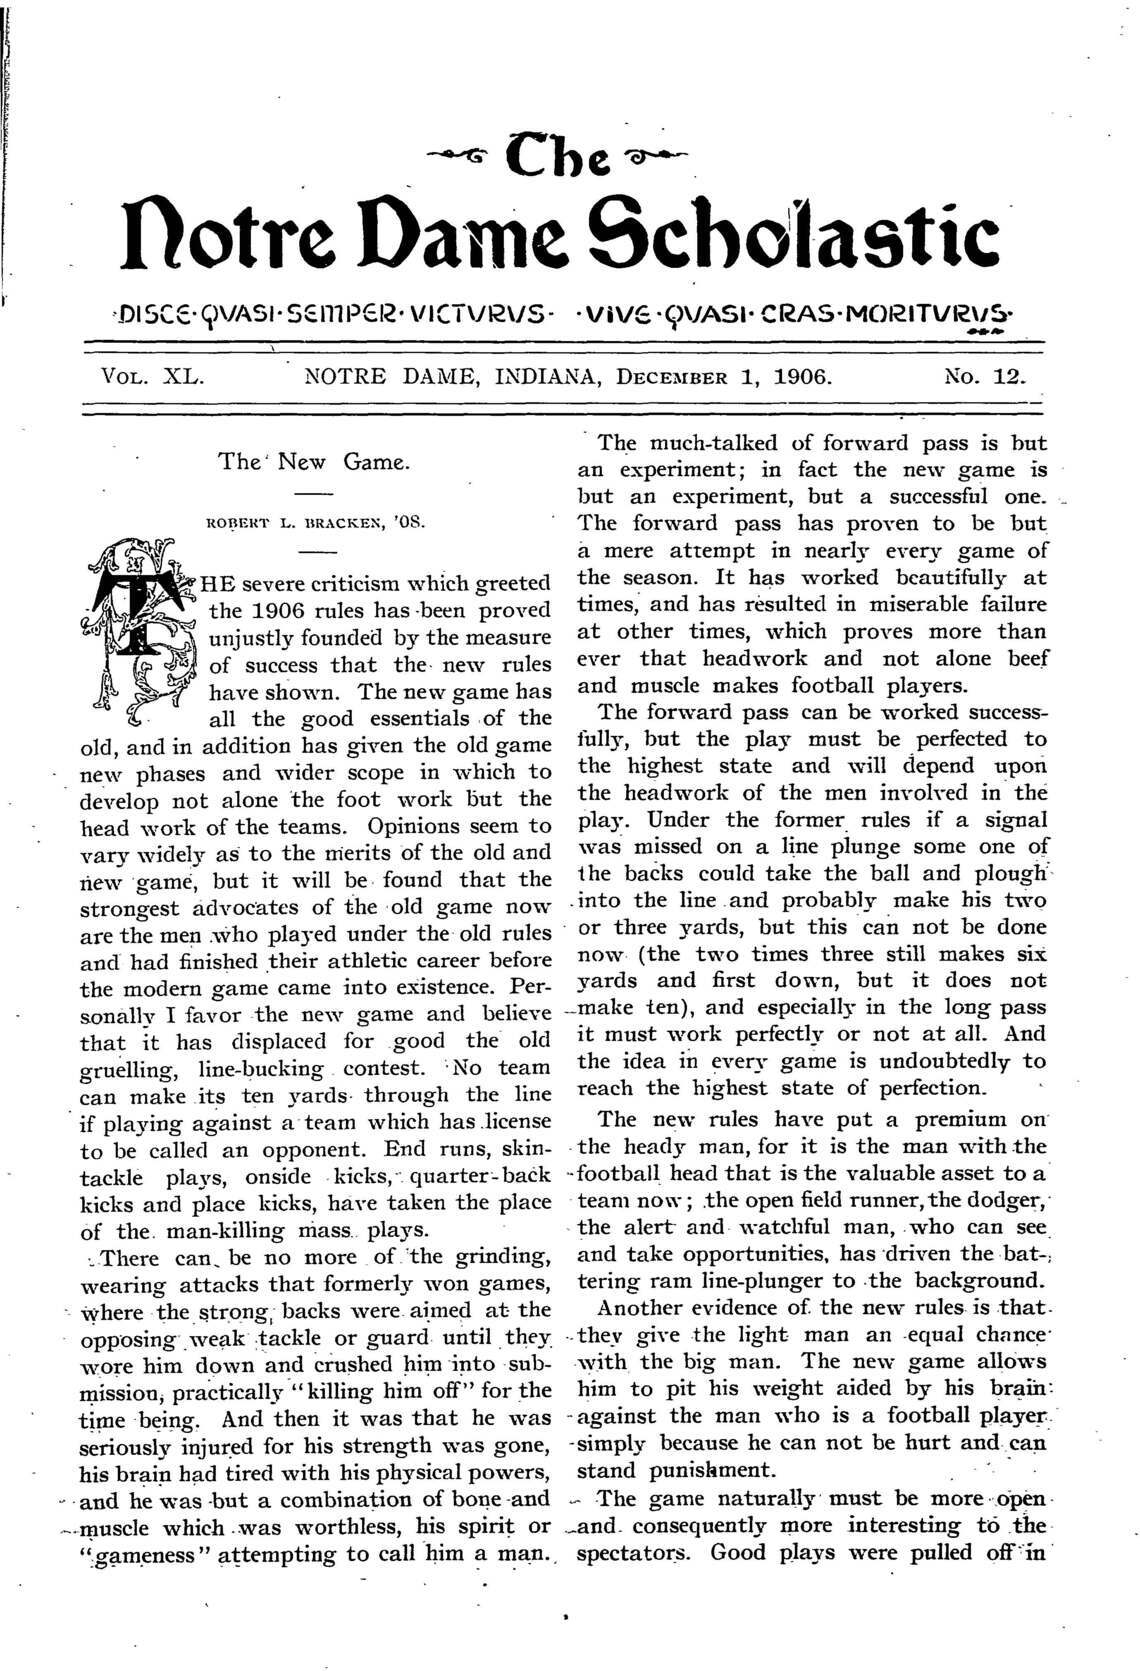 The
Notre Dame Scholastic
·DISCE·QVASI·SEMPER·VICTVRVS· ·VIVE·QVASI·CRAS·MORITVRVS·
VOL. XL. NOTRE DAME, INDIANA, DECEMBER 1, 1906. No. 12.
The New Game.
ROBERT L. BRACKEN, '08.
THE severe criticism which greeted
the 1906 rules has been proved
unjustly founded by the measure
of success that the new rules
have shown. The new game has
all the good essentials of the
old, and in addition has given the old game
new phases and wider scope in which to
develop not alone the foot work but the
head work of the teams. Opinions seem to
vary widely as to the merits of the old and
new game, but it will be found that the
strongest advocates of the old game now
are the men who played under the old rules
and had finished their athletic career before
the modern game came into existence. Per-
sonally I favor the new game and believe
that it has displaced for good the old
gruelling, line-bucking contest. No team
can make its ten yards through the line
if playing against a team which has license
to be called an opponent. End runs, skin-
tackle plays, onside kicks, quarter-back
kicks and place kicks, have taken the place
of the man-killing mass plays.
There can be no more of the grinding,
wearing attacks that formerly won games,
where the strong backs were aimed at the
opposing weak tackle or guard until they
wore him down and crushed him into sub-
mission, practically "killing him off" for the
time being. And then it was that he was
seriously injured for his strength was gone,
his brain had tired with his physical powers,
and he was but a combination of bone and
muscle which was worthless, his spirit or
"gameness" attempting to call him a man.
The much-talked of forward pass is but
an experiment; in fact the new game is
but an experiment, but a successful one.
The forward pass has proven to be but
a mere attempt in nearly every game of
the season. It has worked beautifully at
times, and has resulted in miserable failure
at other times, which proves more than
ever that headwork and not alone beef
and muscle makes football players.
The forward pass can be worked success-
fully, but the play must be perfected to
the highest state and will depend upon
the headwork of the men involved in the
play. Under the former rules if a signal
was missed on a line plunge some one of
the backs could take the ball and plough
into the line and probably make his two
or three yards, but this can not be done
now (the two times three still makes six
yards and first down, but it does not
make ten), and especially in the long pass
it must work perfectly or not at all. And
the idea in every game is undoubtedly to
reach the highest state of perfection.
The new rules have put a premium on
the heady man, for it is the man with the
football head that is the valuable asset to a
team now; the open field runner, the dodger,
the alert and watchful man, who can see
and take opportunities, has driven the bat-
tering ram line-plunger to the background.
Another evidence of the new rules is that
they give the light man an equal chance
with the big man. The new game allows
him to pit his weight aided by his brain
against the man who is a football player
simply because he can not be hurt and can
stand punishment.
The game naturally must be more open
and consequently more interesting to the
spectators. Good plays were pulled off in